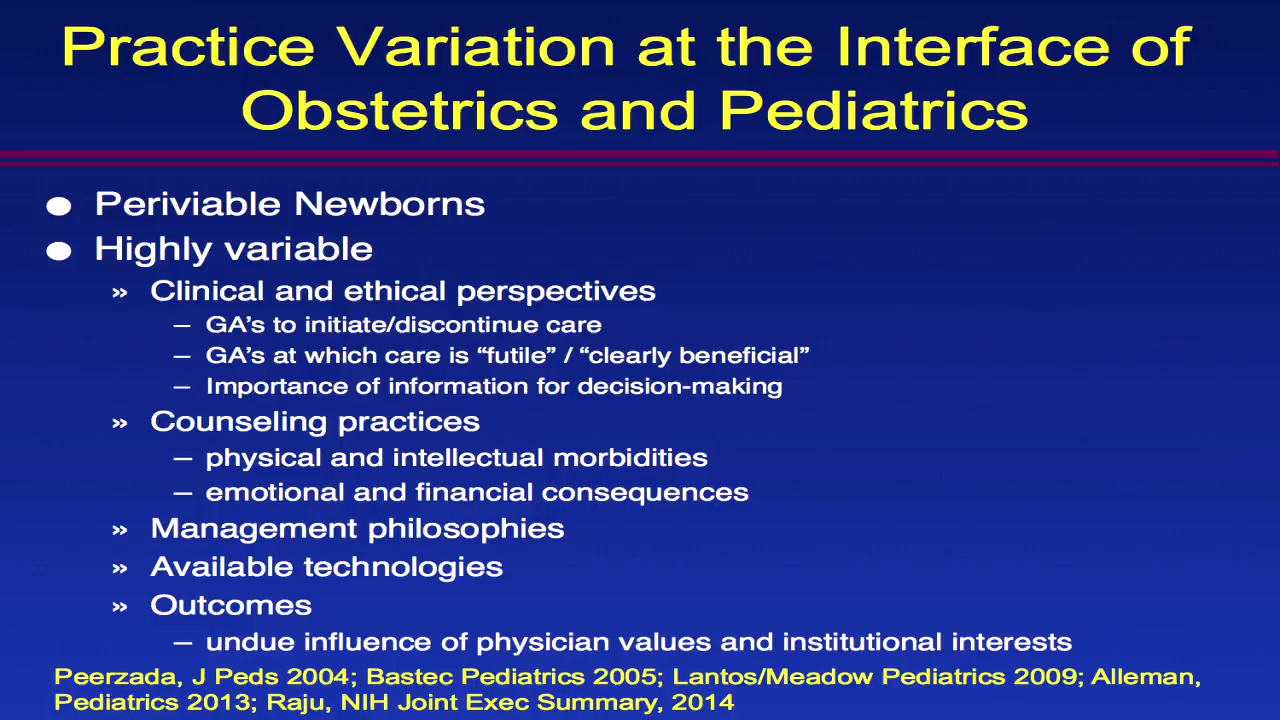 Practice Variation at the Interface of
Obstetrics and Pediatrics
● Periviable Newborns
● Highly variable
» Clinical and ethical perspectives
– GA’s to initiate/discontinue care
– GA’s at which care is “futile” / “clearly beneficial”
– Importance of information for decision-making
» Counseling practices
– physical and intellectual morbidities
– emotional and financial consequences
» Management philosophies
» Available technologies
» Outcomes
– undue influence of physician values and institutional interests
Peerzada, J Peds 2004; Bastec Pediatrics 2005; Lantos/Meadow Pediatrics 2009; Alleman,
Pediatrics 2013; Raju, NIH Joint Exec Summary, 2014